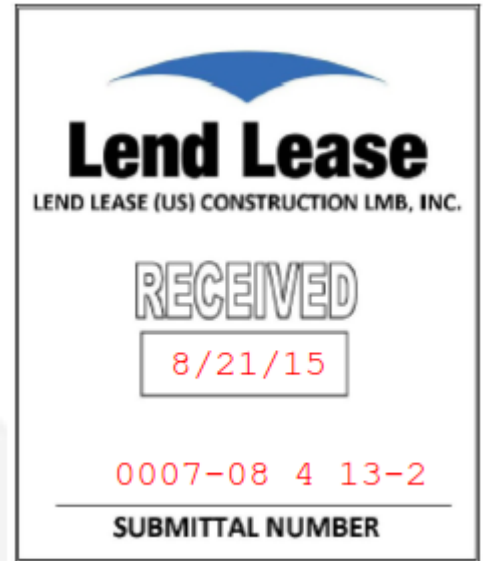 Lend Lease
LEND LEASE (US) CONSTRUCTION LMB, INC.
RECEIVED
8/21/15
0007-08 4 13-2
SUBMITTAL NUMBER